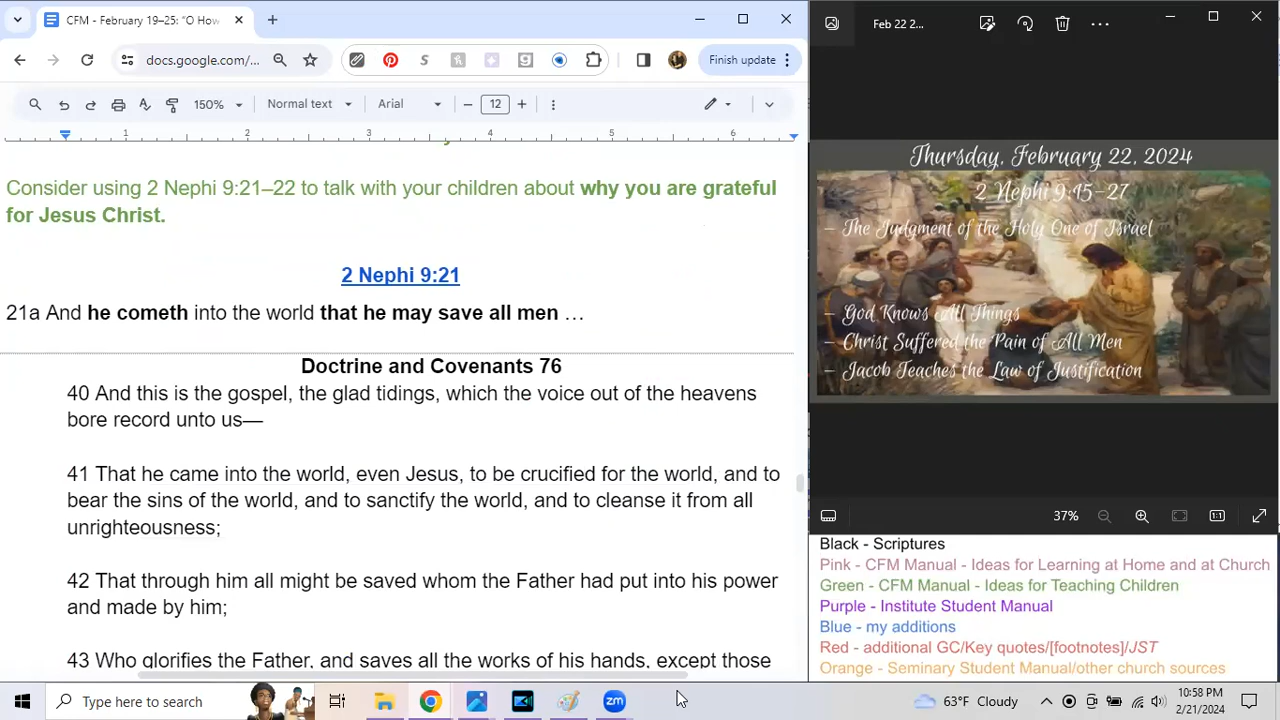 CFM - February 19–25: “O How
docs.google.com/...
Finish update
150%
Normal text
Arial
12
1 2 3 4 5 6
Consider using 2 Nephi 9:21–22 to talk with your children about why you are grateful
for Jesus Christ.
2 Nephi 9:21
21a And he cometh into the world that he may save all men …
Doctrine and Covenants 76
40 And this is the gospel, the glad tidings, which the voice out of the heavens
bore record unto us—
41 That he came into the world, even Jesus, to be crucified for the world, and to
bear the sins of the world, and to sanctify the world, and to cleanse it from all
unrighteousness;
42 That through him all might be saved whom the Father had put into his power
and made by him;
43 Who glorifies the Father, and saves all the works of his hands, except those
Feb 22 2...
Thursday, February 22, 2024
2 Nephi 9:15–27
– The Judgment of the Holy One of Israel
– God Knows All Things
– Christ Suffered the Pain of All Men
– Jacob Teaches the Law of Justification
37%
1:1
Black - Scriptures
Pink - CFM Manual - Ideas for Learning at Home and at Church
Green - CFM Manual - Ideas for Teaching Children
Purple - Institute Student Manual
Blue - my additions
Red - additional GC/Key quotes/[footnotes]/JST
Orange - Seminary Student Manual/other church sources
Type here to search
zm
63°F Cloudy
10:58 PM
2/21/2024